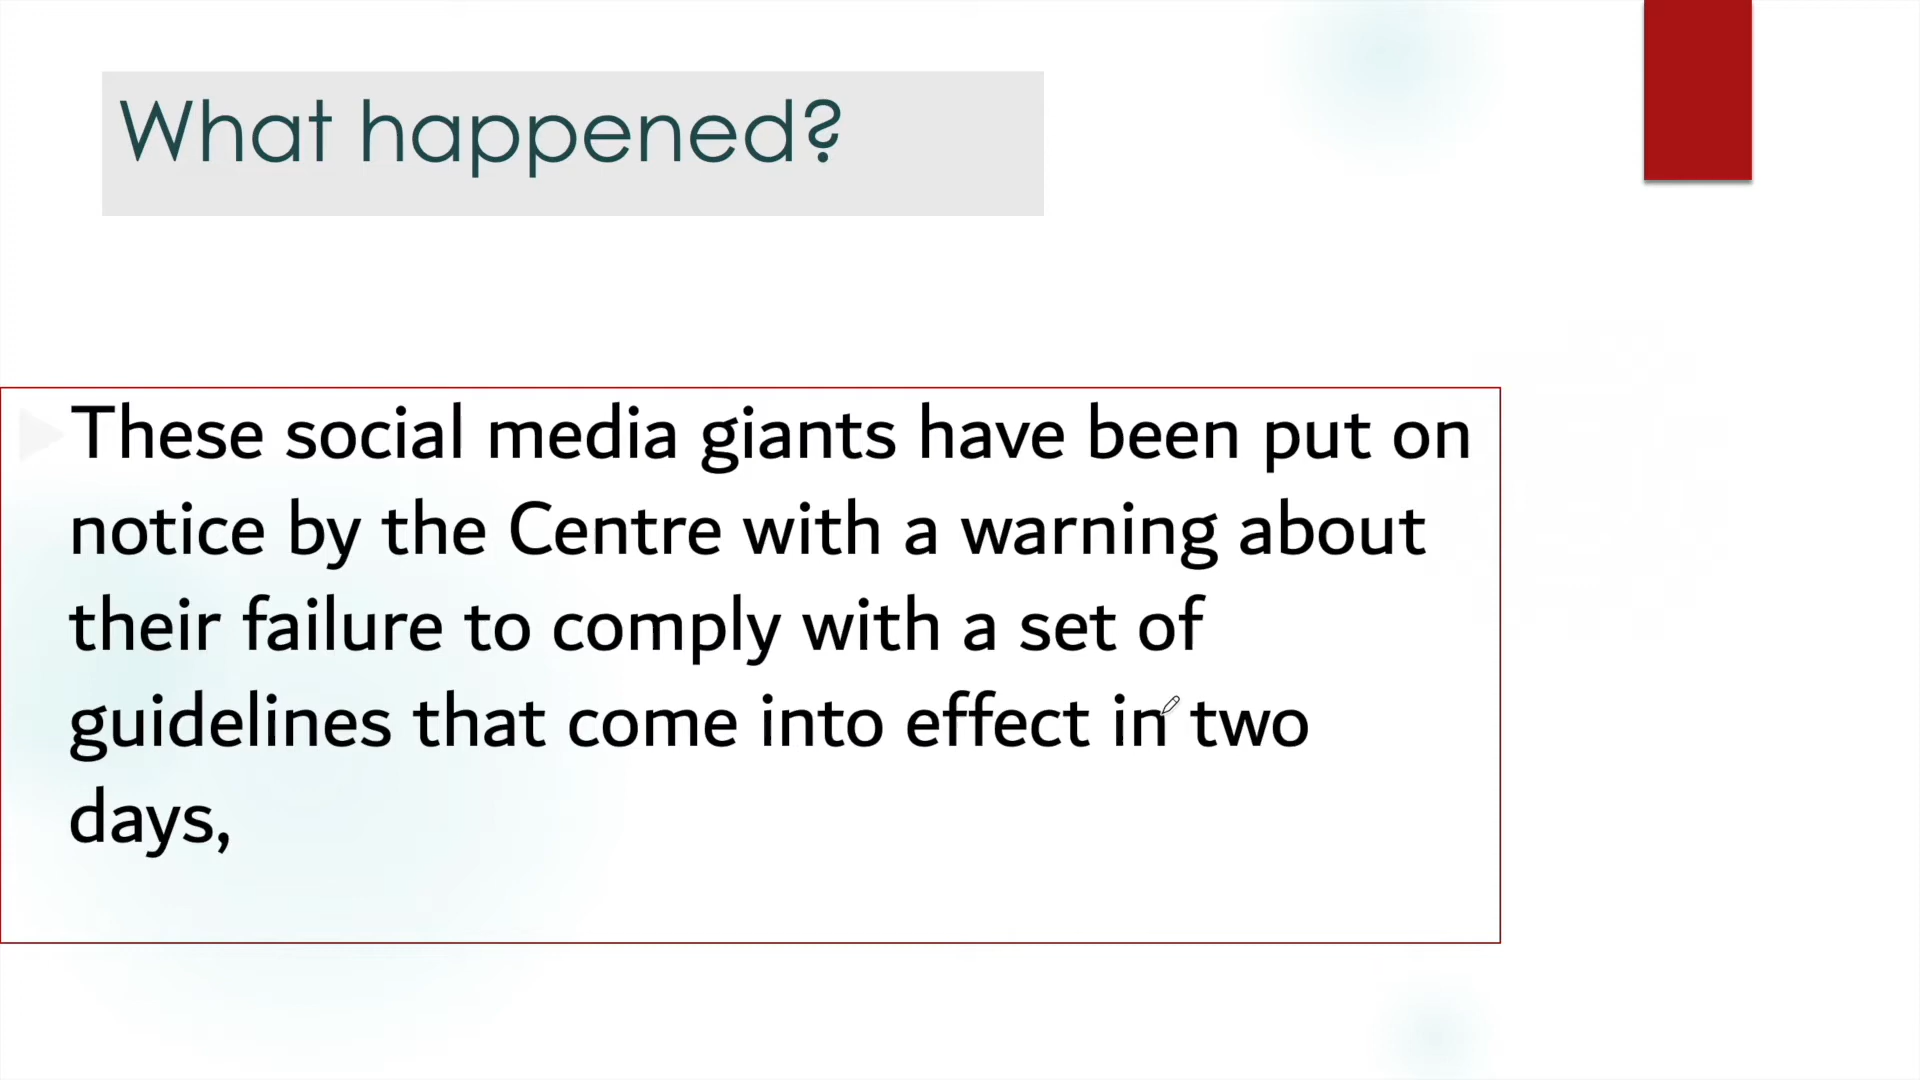 What happened?
These social media giants have been put on
notice by the Centre with a warning about
their failure to comply with a set of
guidelines that come into effect in two
days,